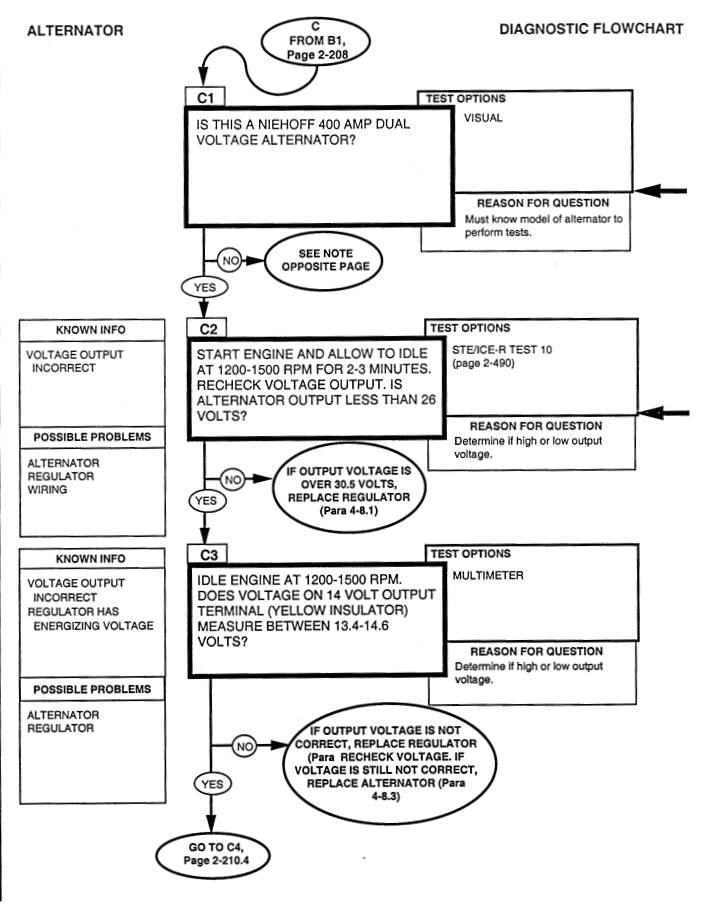 ALTERNATOR
DIAGNOSTIC FLOWCHART
C
FROM B1,
Page 2-208
C1
IS THIS A NIEHOFF 400 AMP DUAL
VOLTAGE ALTERNATOR?
TEST OPTIONS
VISUAL
REASON FOR QUESTION
Must know model of alternator to
perform tests.
NO
SEE NOTE
OPPOSITE PAGE
YES
KNOWN INFO
VOLTAGE OUTPUT
INCORRECT
POSSIBLE PROBLEMS
ALTERNATOR
REGULATOR
WIRING
C2
START ENGINE AND ALLOW TO IDLE
AT 1200-1500 RPM FOR 2-3 MINUTES.
RECHECK VOLTAGE OUTPUT. IS
ALTERNATOR OUTPUT LESS THAN 26
VOLTS?
TEST OPTIONS
STE/ICE-R TEST 10
(page 2-490)
REASON FOR QUESTION
Determine if high or low output
voltage.
NO
IF OUTPUT VOLTAGE IS
OVER 30.5 VOLTS,
REPLACE REGULATOR
(Para 4-8.1)
YES
KNOWN INFO
VOLTAGE OUTPUT
INCORRECT
REGULATOR HAS
ENERGIZING VOLTAGE
POSSIBLE PROBLEMS
ALTERNATOR
REGULATOR
C3
IDLE ENGINE AT 1200-1500 RPM.
DOES VOLTAGE ON 14 VOLT OUTPUT
TERMINAL (YELLOW INSULATOR)
MEASURE BETWEEN 13.4-14.6
VOLTS?
TEST OPTIONS
MULTIMETER
REASON FOR QUESTION
Determine if high or low output
voltage.
NO
IF OUTPUT VOLTAGE IS NOT
CORRECT, REPLACE REGULATOR
(Para RECHECK VOLTAGE. IF
VOLTAGE IS STILL NOT CORRECT,
REPLACE ALTERNATOR (Para
4-8.3)
YES
GO TO C4,
Page 2-210.4